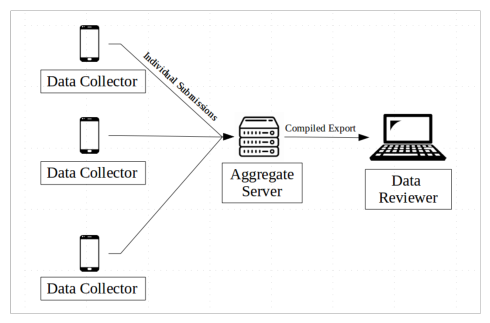 Data Collector
Individual Submissions
Data Collector
Compiled Export
Aggregate
Server
Data
Reviewer
Data Collector